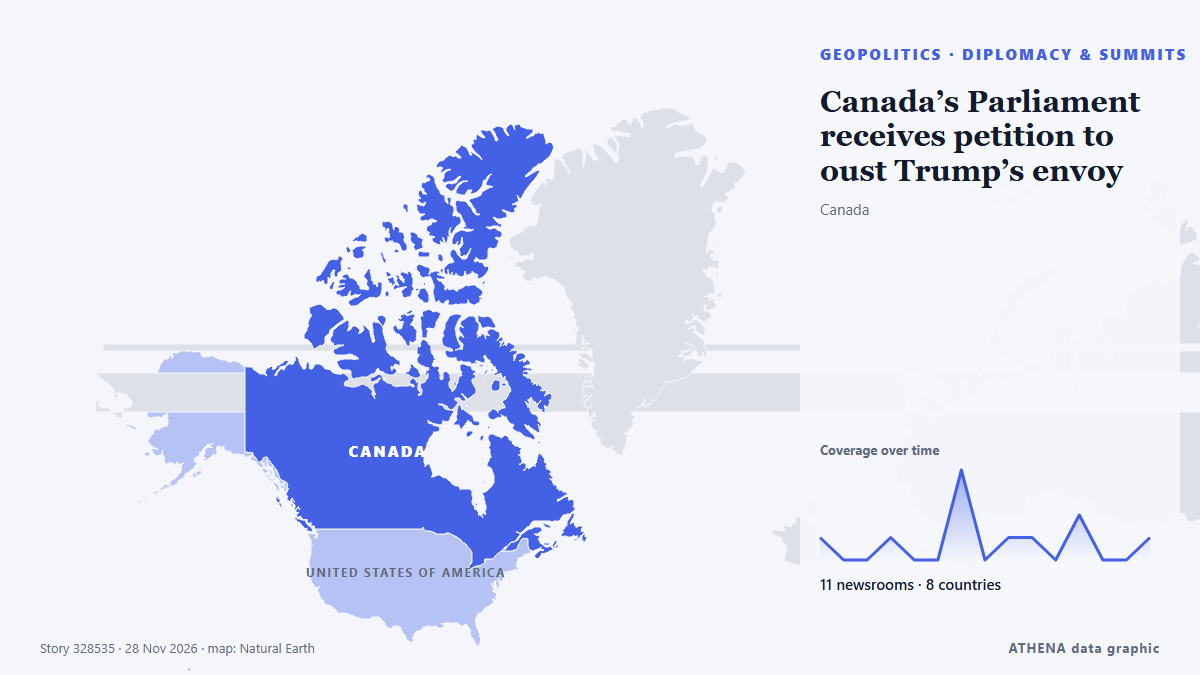 GEOPOLITICS · DIPLOMACY & SUMMITS
Canada’s Parliament
receives petition to
oust Trump’s envoy
Canada
CANADA
UNITED STATES OF AMERICA
Coverage over time
11 newsrooms · 8 countries
Story 328535 · 28 Nov 2026 · map: Natural Earth
ATHENA data graphic